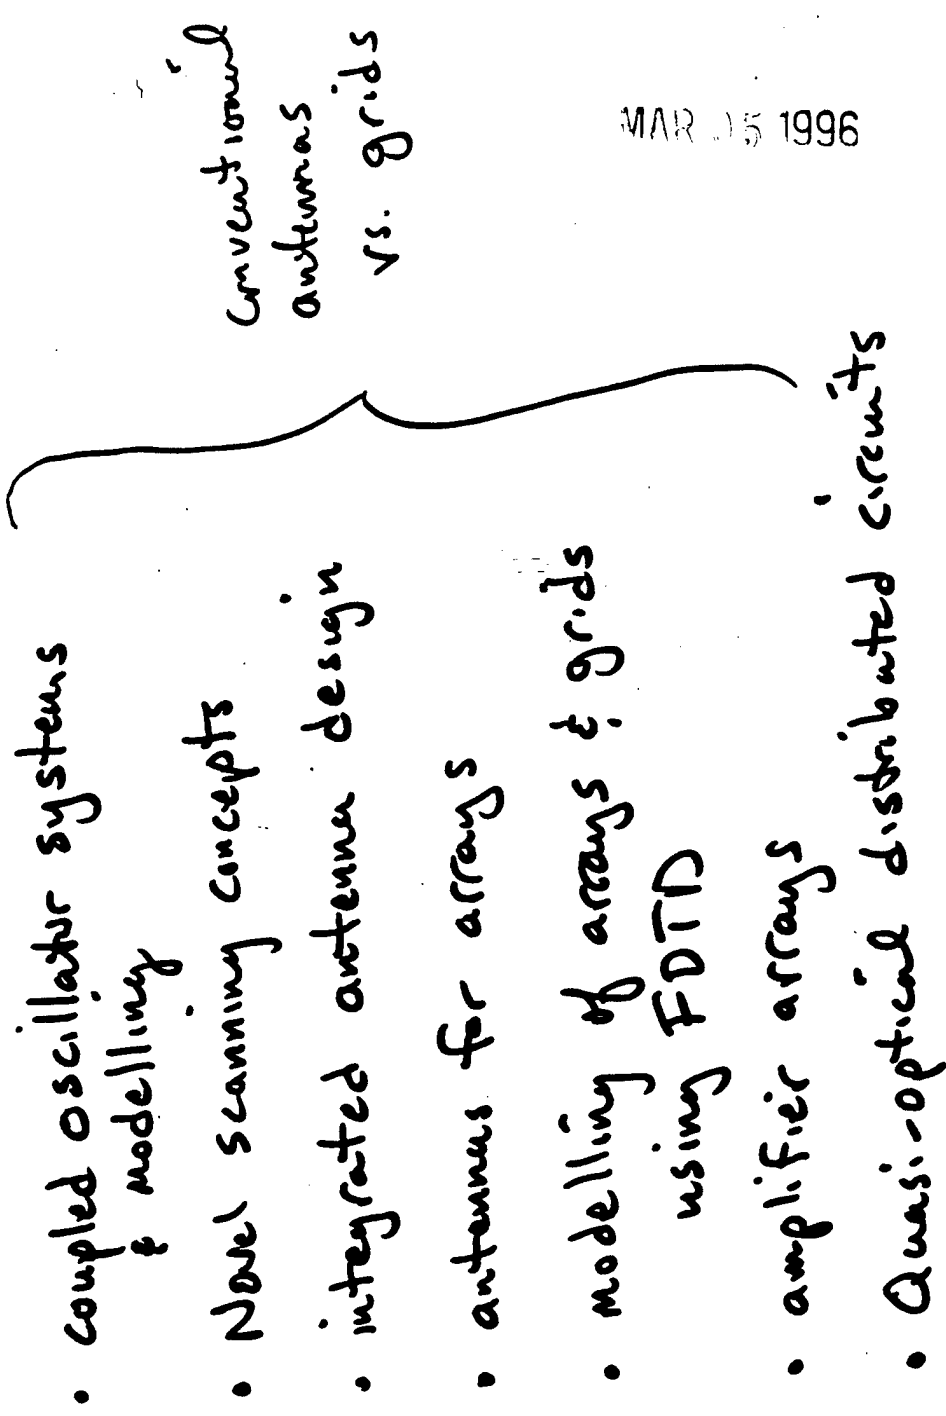 • coupled oscillator systems
& modelling
• Novel scanning concepts
• integrated antenna design
• antennas for arrays
• modelling of arrays & grids
using FDTD
• amplifier arrays
• Quasi-optical distributed circuits
conventional
antennas
vs. grids
MAR 15 1996